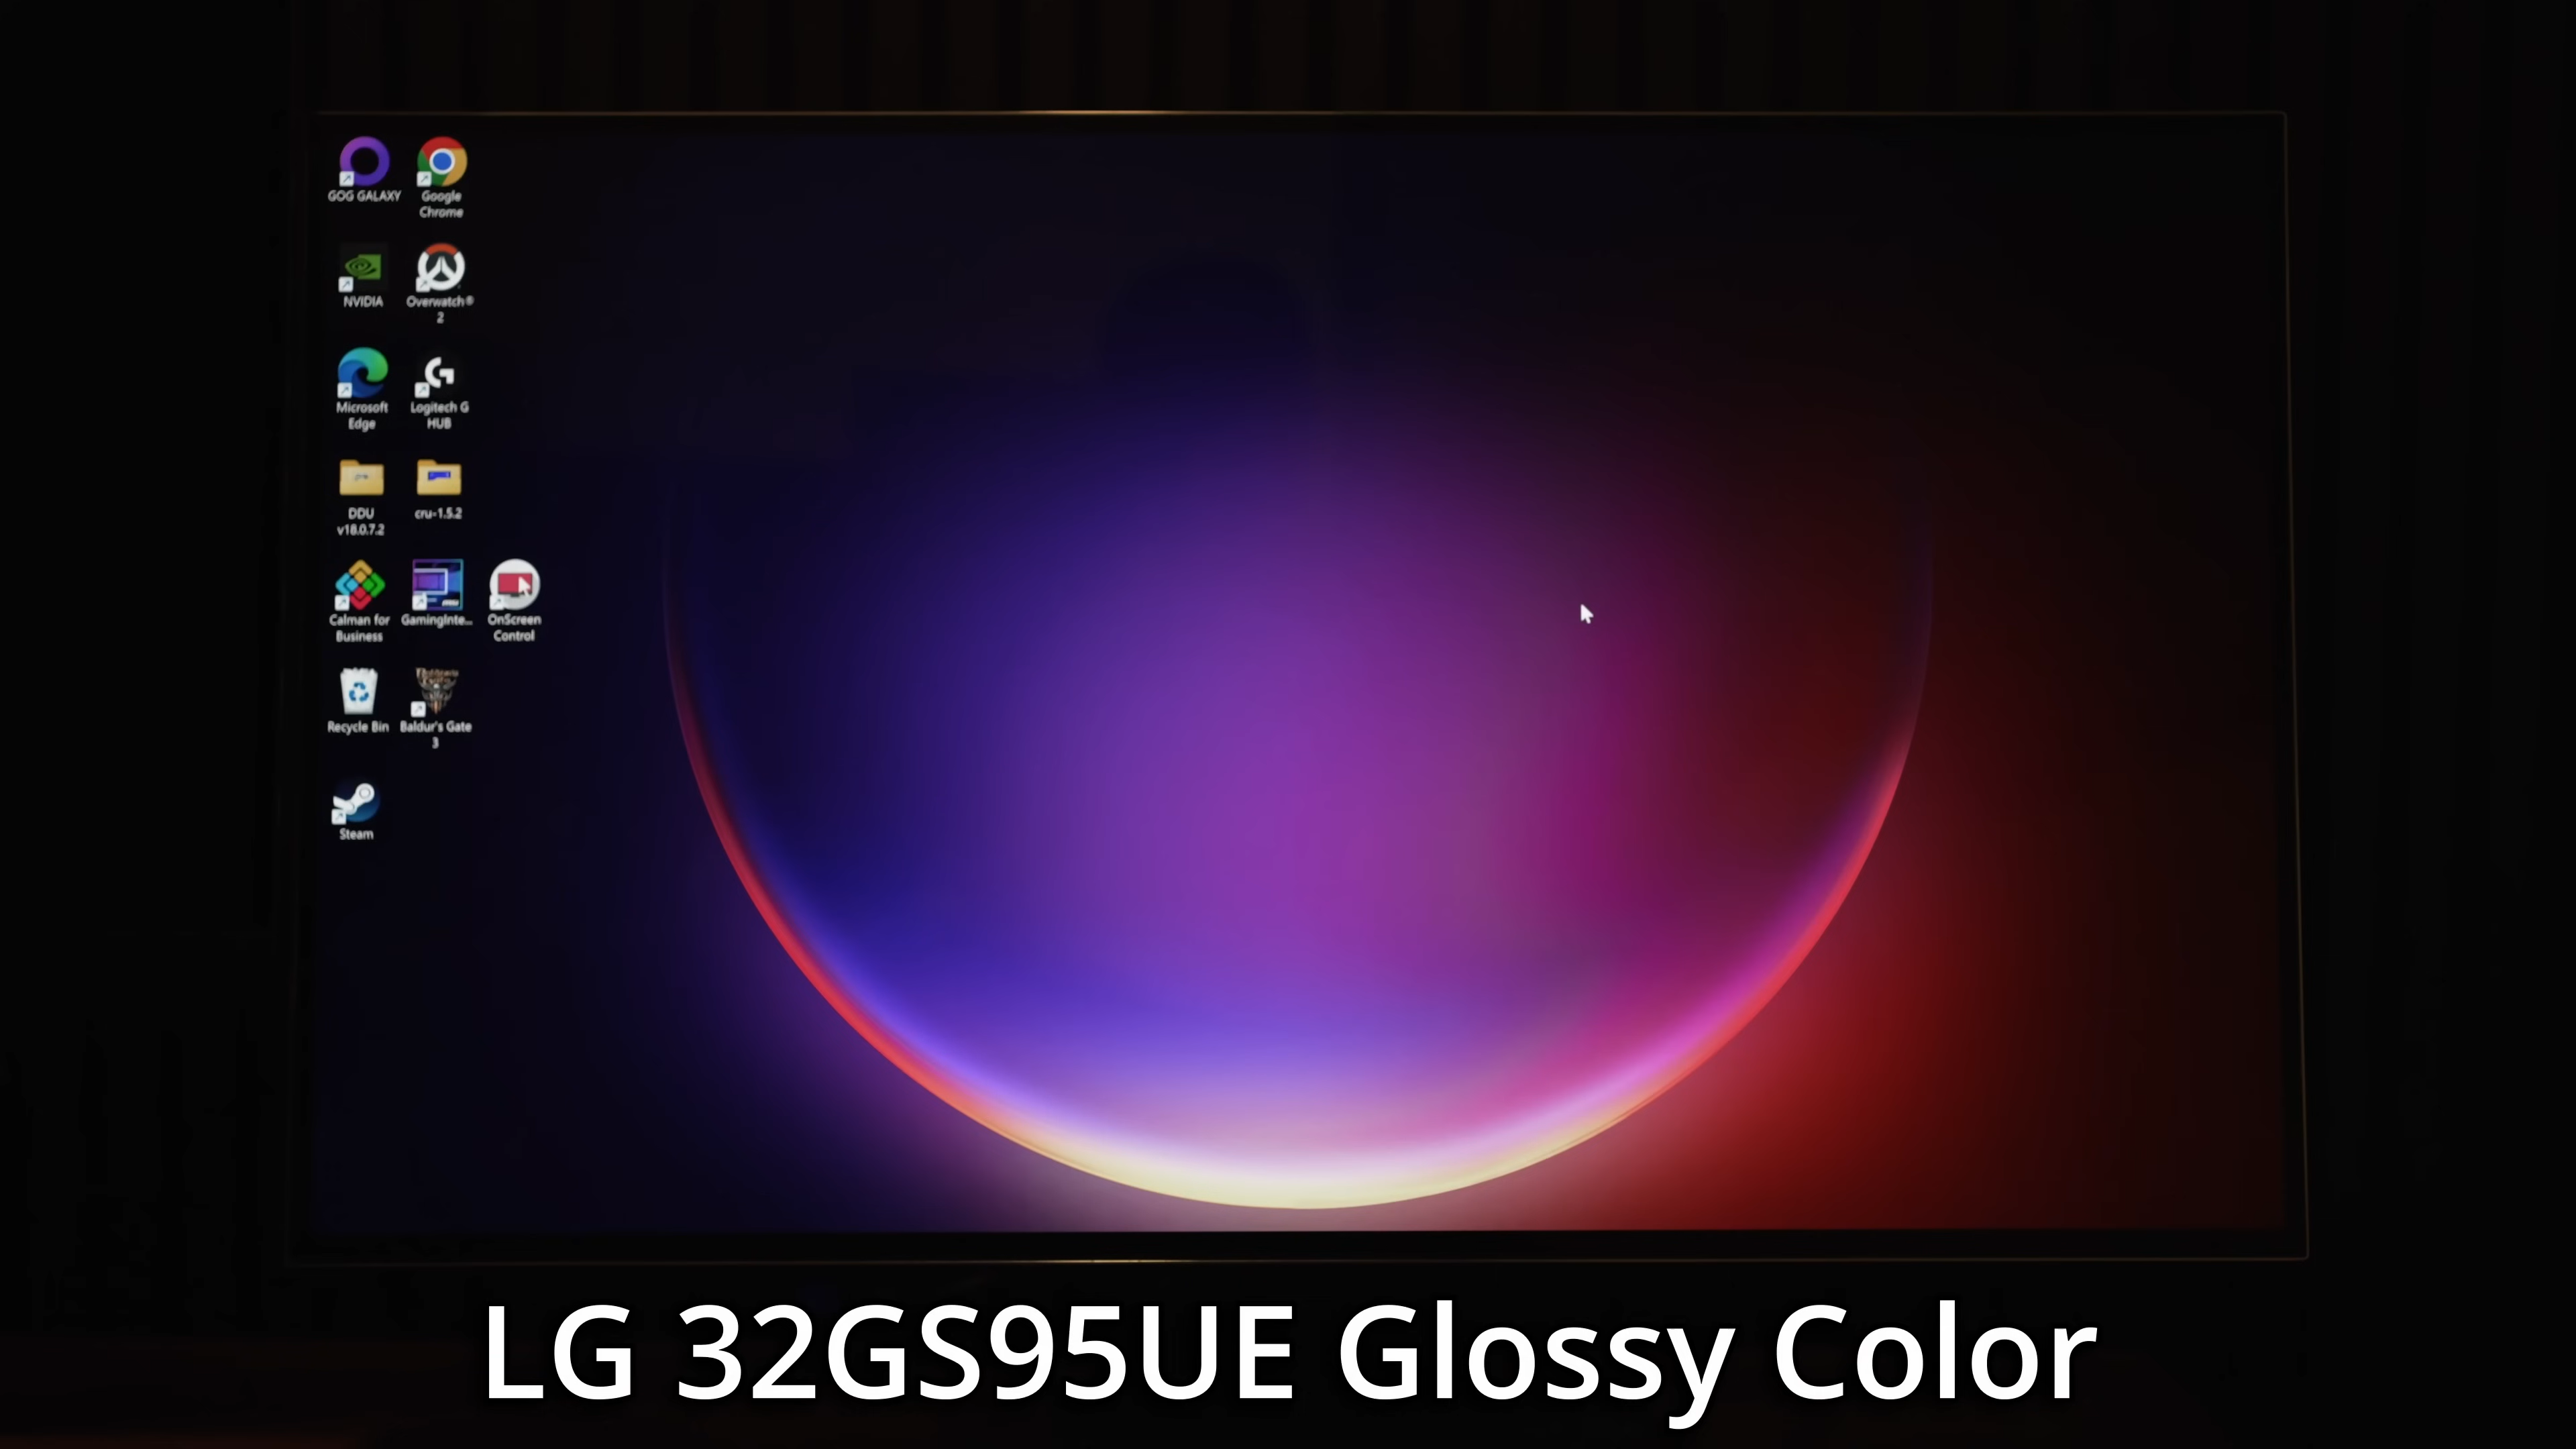 GOG GALAXY
Google
Chrome
NVIDIA
Overwatch®
2
Microsoft
Edge
Logitech G
HUB
DDU
v18.0.7.2
cru-1.5.2
Calman for
Business
GamingInte...
OnScreen
Control
Recycle Bin
Baldur's Gate
3
Steam
LG 32GS95UE Glossy Color